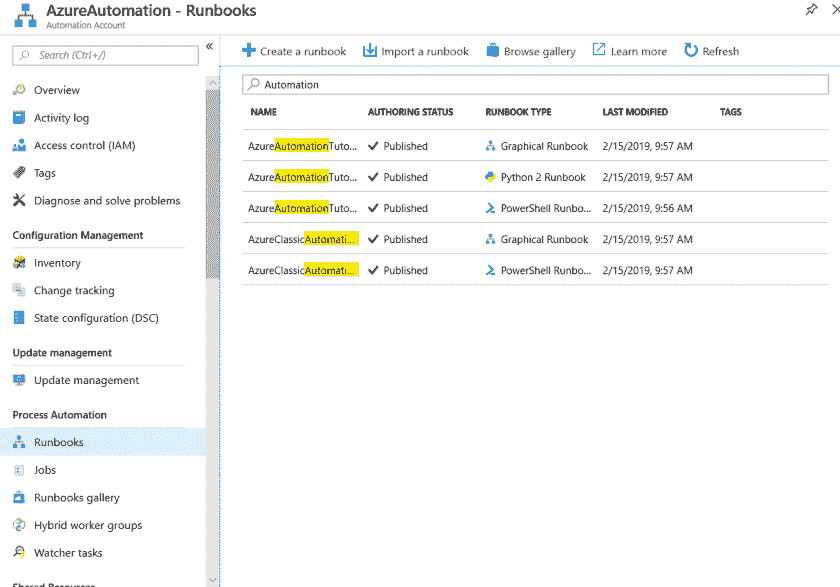 AzureAutomation - Runbooks
Automation Account
Search (Ctrl+/)
«
Overview
Activity log
Access control (IAM)
Tags
Diagnose and solve problems
Configuration Management
Inventory
Change tracking
State configuration (DSC)
Update management
Update management
Process Automation
Runbooks
Jobs
Runbooks gallery
Hybrid worker groups
Watcher tasks
Shared Resources
Create a runbook Import a runbook Browse gallery Learn more Refresh
Automation
NAME AUTHORING STATUS RUNBOOK TYPE LAST MODIFIED TAGS
AzureAutomationTuto... Published Graphical Runbook 2/15/2019, 9:57 AM
AzureAutomationTuto... Published Python 2 Runbook 2/15/2019, 9:57 AM
AzureAutomationTuto... Published PowerShell Runbo... 2/15/2019, 9:56 AM
AzureClassicAutomati... Published Graphical Runbook 2/15/2019, 9:57 AM
AzureClassicAutomati... Published PowerShell Runbo... 2/15/2019, 9:57 AM